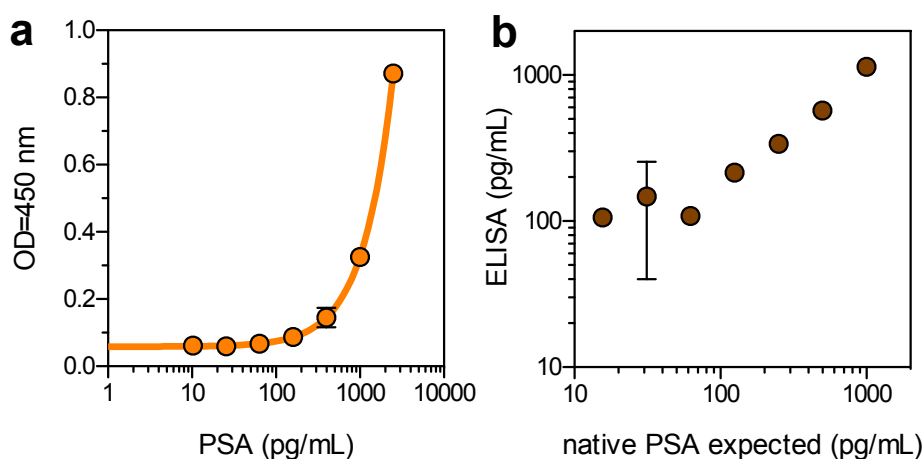 a
1.0
0.8
0.6
0.4
0.2
0.0
OD=450 nm
1 10 100 1000 10000
PSA (pg/mL)
b
1000
100
10
ELISA (pg/mL)
10 100 1000
native PSA expected (pg/mL)